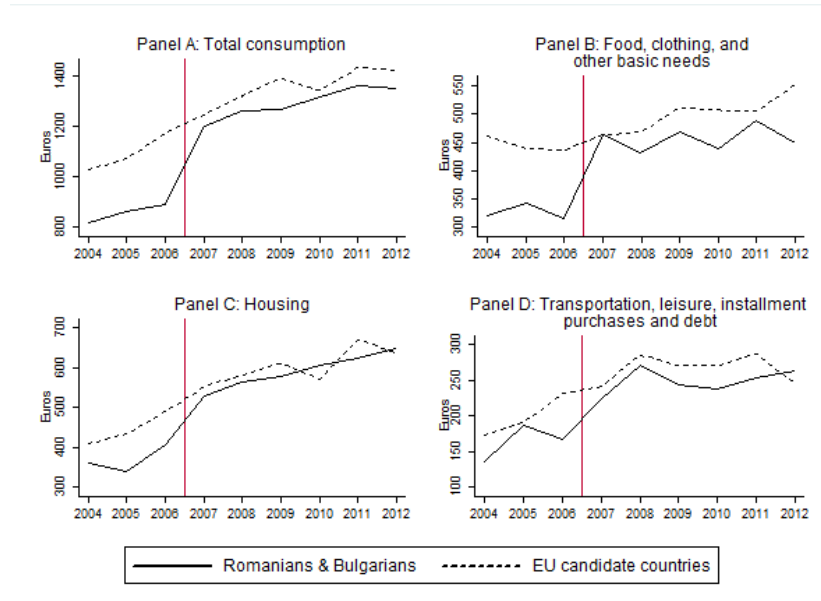 Panel A: Total consumption
Euros
1400
1200
1000
800
2004 2005 2006 2007 2008 2009 2010 2011 2012
Panel B: Food, clothing, and
other basic needs
Euros
550
500
450
400
350
300
2004 2005 2006 2007 2008 2009 2010 2011 2012
Panel C: Housing
Euros
700
600
500
400
300
2004 2005 2006 2007 2008 2009 2010 2011 2012
Panel D: Transportation, leisure, installment
purchases and debt
Euros
300
250
200
150
100
2004 2005 2006 2007 2008 2009 2010 2011 2012
Romanians & Bulgarians
EU candidate countries